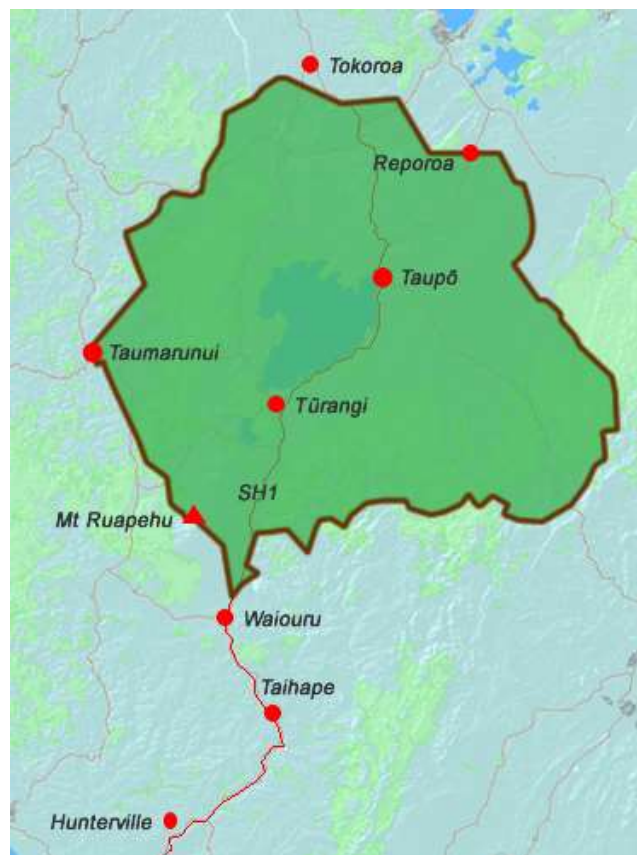 Tokoroa
Reporoa
Taupō
Taumarunui
Tūrangi
SH1
Mt Ruapehu
Waiouru
Taihape
Hunterville